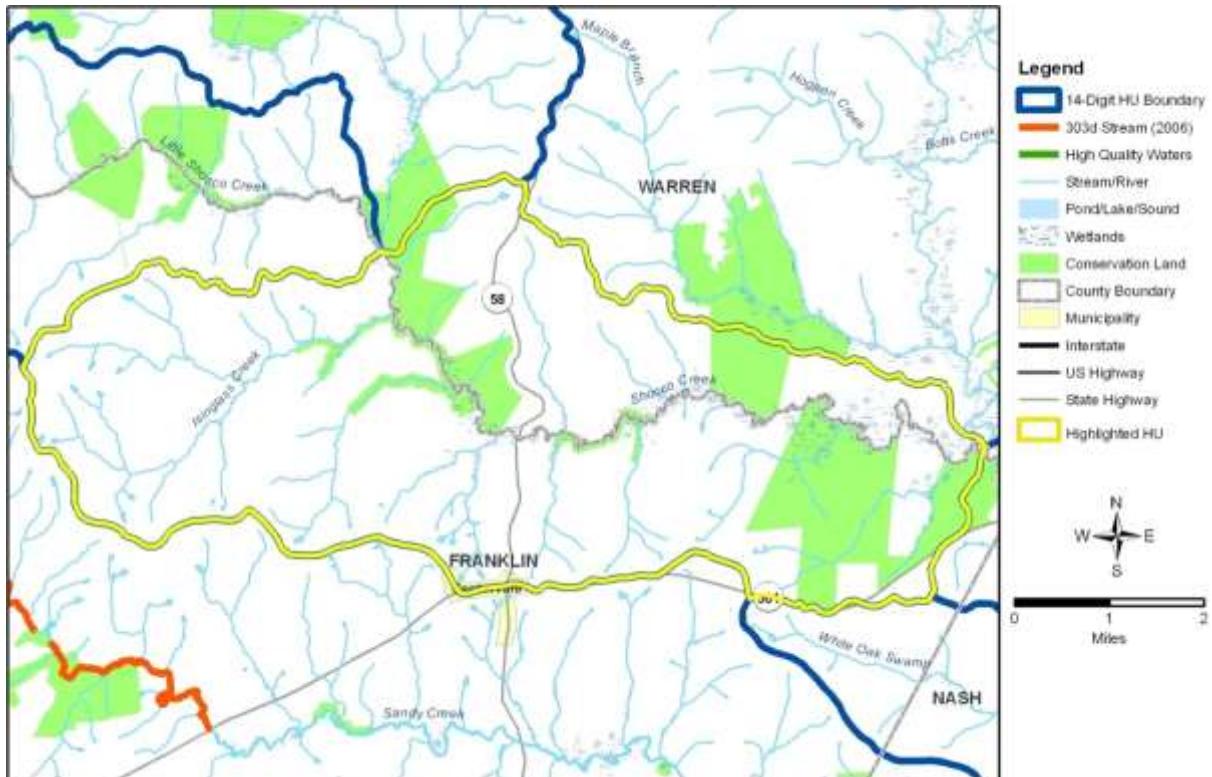 Maple Branch
Hogpen Creek
Bobs Creek
Little Shocco Creek
WARREN
58
Isinglass Creek
Shocco Creek
FRANKLIN
White Oak Swamp
NASH
Sandy Creek
Legend
14-Digit HU Boundary
303d Stream (2006)
High Quality Waters
Stream/River
Pond/Lake/Sound
Wetlands
Conservation Land
County Boundary
Municipality
Interstate
US Highway
State Highway
Highlighted HU
N
W E
S
0 1 2
Miles